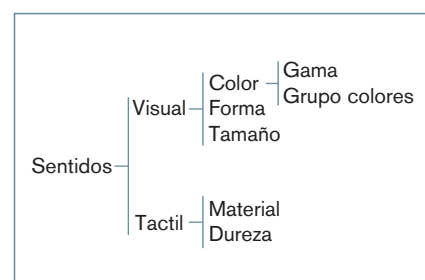 Gama
Color
Grupo colores
Visual
Forma
Tamaño
Sentidos
Material
Tactil
Dureza